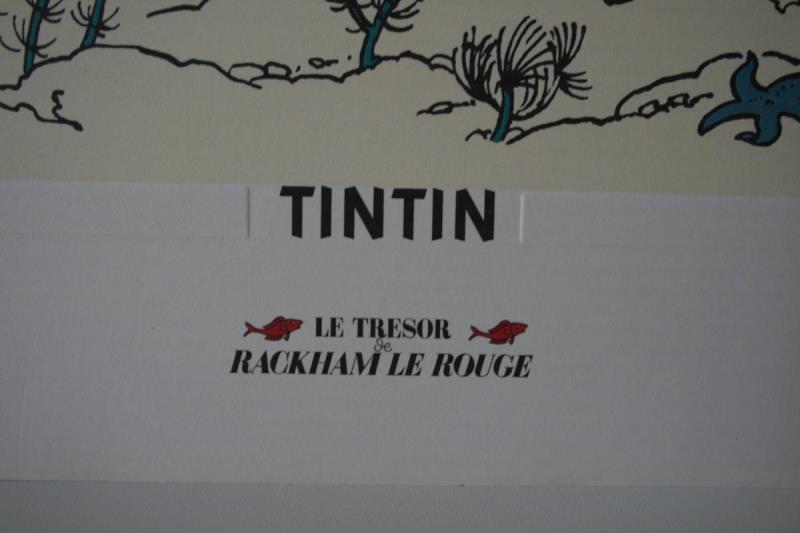 TINTIN
LE TRESOR
de
RACKHAM LE ROUGE